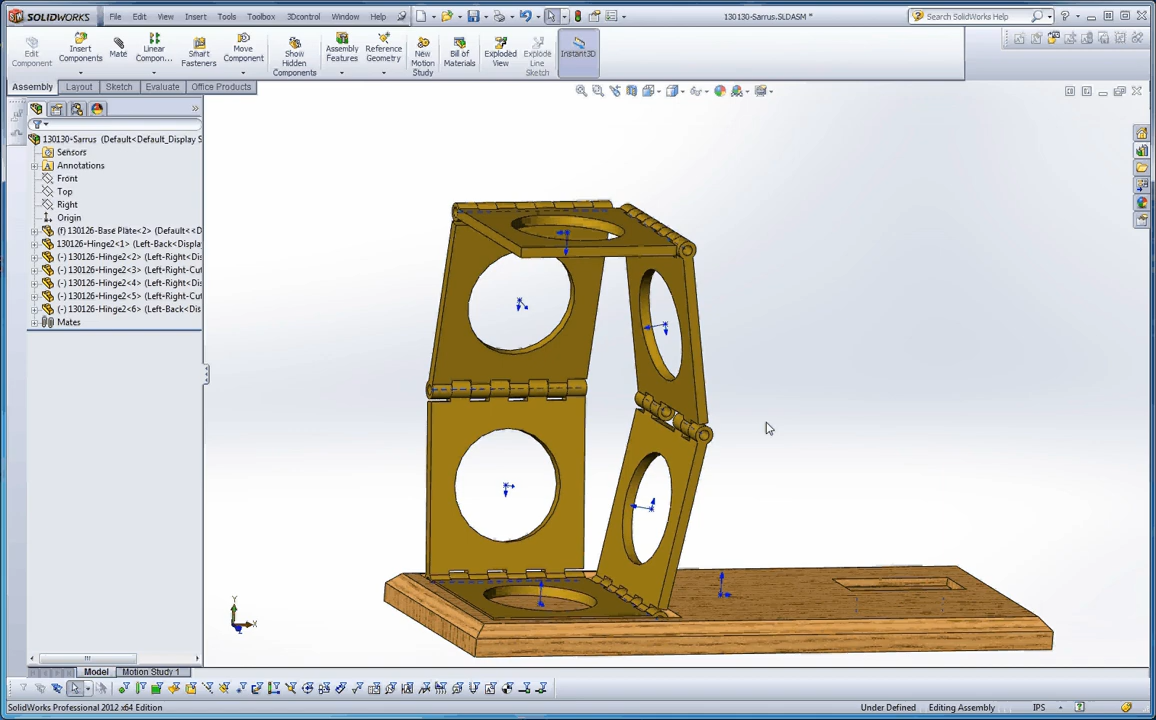 SOLIDWORKS File Edit View Insert Tools Toolbox 3Dcontrol Window Help 130130-Sarrus.SLDASM * Search SolidWorks Help
Edit Component
Insert Components
Mate
Linear Compon...
Smart Fasteners
Move Component
Show Hidden Components
Assembly Features
Reference Geometry
New Motion Study
Bill of Materials
Exploded View
Explode Line Sketch
Instant3D
Assembly Layout Sketch Evaluate Office Products
130130-Sarrus (Default<Default_Display S
Sensors
A Annotations
Front
Top
Right
Origin
(f) 130126-Base Plate<2> (Default<<D
130126-Hinge2<1> (Left-Back<Display
(-) 130126-Hinge2<2> (Left-Right<Dis
(-) 130126-Hinge2<3> (Left-Right-Cut
(-) 130126-Hinge2<4> (Left-Right<Dis
(-) 130126-Hinge2<5> (Left-Right-Cut
(-) 130126-Hinge2<6> (Left-Back<Dis
Mates
Y
X
Model Motion Study 1
SolidWorks Professional 2012 x64 Edition Under Defined Editing Assembly IPS